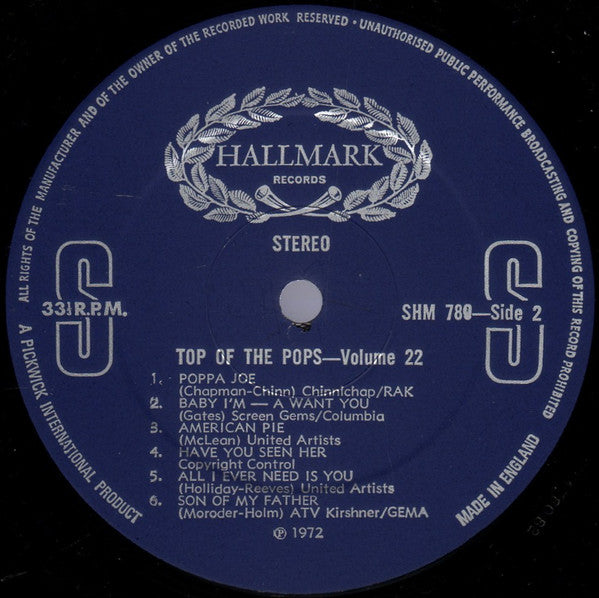 ALL RIGHTS OF THE MANUFACTURER AND OF THE OWNER OF THE RECORDED WORK RESERVED • UNAUTHORISED PUBLIC PERFORMANCE BROADCASTING AND COPYING OF THIS RECORD PROHIBITED
HALLMARK
RECORDS
STEREO
S
S
33⅓ R.P.M.
SHM 780—Side 2
TOP OF THE POPS—Volume 22
1. POPPA JOE
(Chapman-Chinn) Chinnichap/RAK
2. BABY I'M — A WANT YOU
(Gates) Screen Gems/Columbia
3. AMERICAN PIE
(McLean) United Artists
4. HAVE YOU SEEN HER
Copyright Control
5. ALL I EVER NEED IS YOU
(Holliday-Reeves) United Artists
6. SON OF MY FATHER
(Moroder-Holm) ATV Kirshner/GEMA
Ⓟ 1972
A PICKWICK INTERNATIONAL PRODUCT
MADE IN ENGLAND